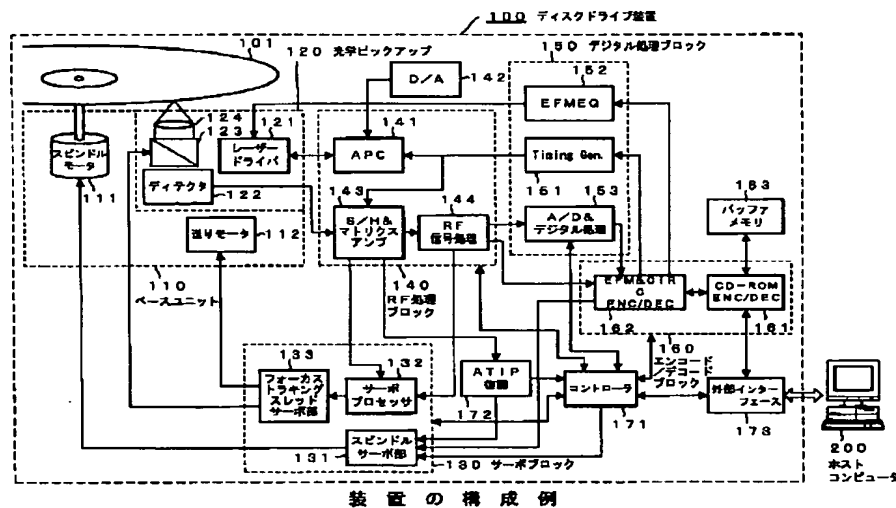 100 ディスクドライブ装置
101
120 光学ピックアップ
D/A
142
150 デジタル処理ブロック
152
EFMEQ
124
123
121
レーザー
ドライバ
141
APC
Timing Gen.
151
スピンドル
モータ
111
ディテクタ
122
143
S/H&
マトリクス
アンプ
144
RF
信号処理
153
A/D&
デジタル処理
163
バッファ
メモリ
送りモータ
112
110
ベースユニット
140
RF処理
ブロック
EFM&CIR
C
ENC/DEC
162
CD-ROM
ENC/DEC
161
160
エンコード
/デコード
ブロック
133
フォーカス
トラキング
スレッド
サーボ部
132
サーボ
プロセッサ
ATIP
復調
172
コントローラ
171
外部インター
フェース
173
スピンドル
サーボ部
131
130 サーボブロック
200
ホスト
コンピュータ
装置の構成例